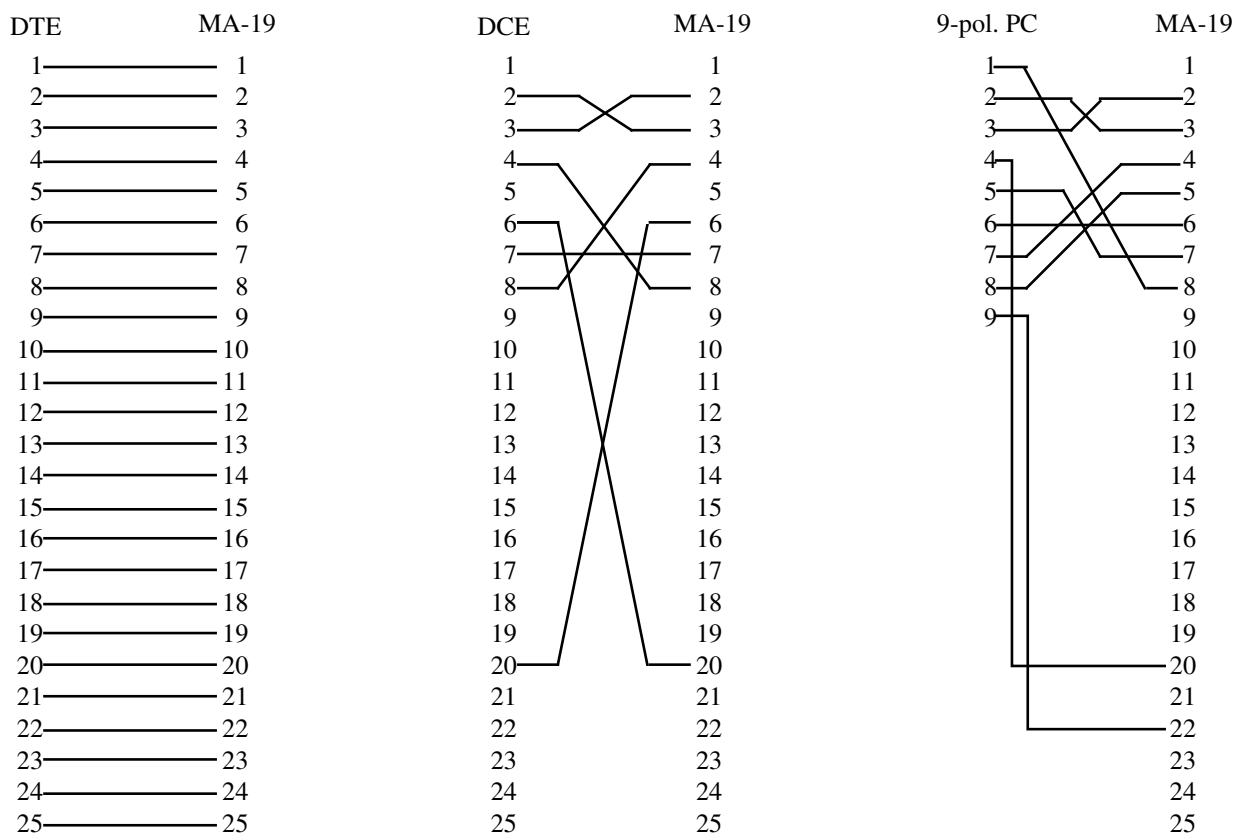 DTE MA-19 DCE MA-19 9-pol. PC MA-19
1 1 1 1 1 1
2 2 2 2 2 2
3 3 3 3 3 3
4 4 4 4 4 4
5 5 5 5 5 5
6 6 6 6 6 6
7 7 7 7 7 7
8 8 8 8 8 8
9 9 9 9 9 9
10 10 10 10 10
11 11 11 11 11
12 12 12 12 12
13 13 13 13 13
14 14 14 14 14
15 15 15 15 15
16 16 16 16 16
17 17 17 17 17
18 18 18 18 18
19 19 19 19 19
20 20 20 20 20
21 21 21 21 21
22 22 22 22 22
23 23 23 23 23
24 24 24 24 24
25 25 25 25 25